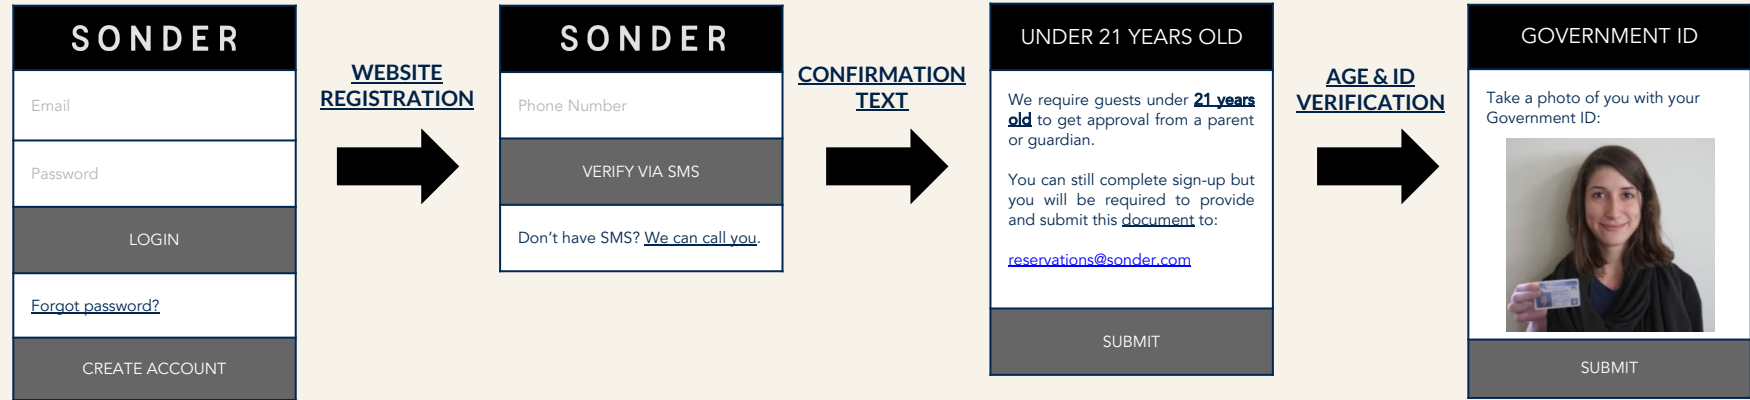 SONDER
Email
Password
LOGIN
Forgot password?
CREATE ACCOUNT
WEBSITE
REGISTRATION
SONDER
Phone Number
VERIFY VIA SMS
Don't have SMS? We can call you.
CONFIRMATION
TEXT
UNDER 21 YEARS OLD
We require guests under 21 years
old to get approval from a parent
or guardian.
You can still complete sign-up but
you will be required to provide
and submit this document to:
reservations@sonder.com
SUBMIT
AGE & ID
VERIFICATION
GOVERNMENT ID
Take a photo of you with your
Government ID:
SUBMIT